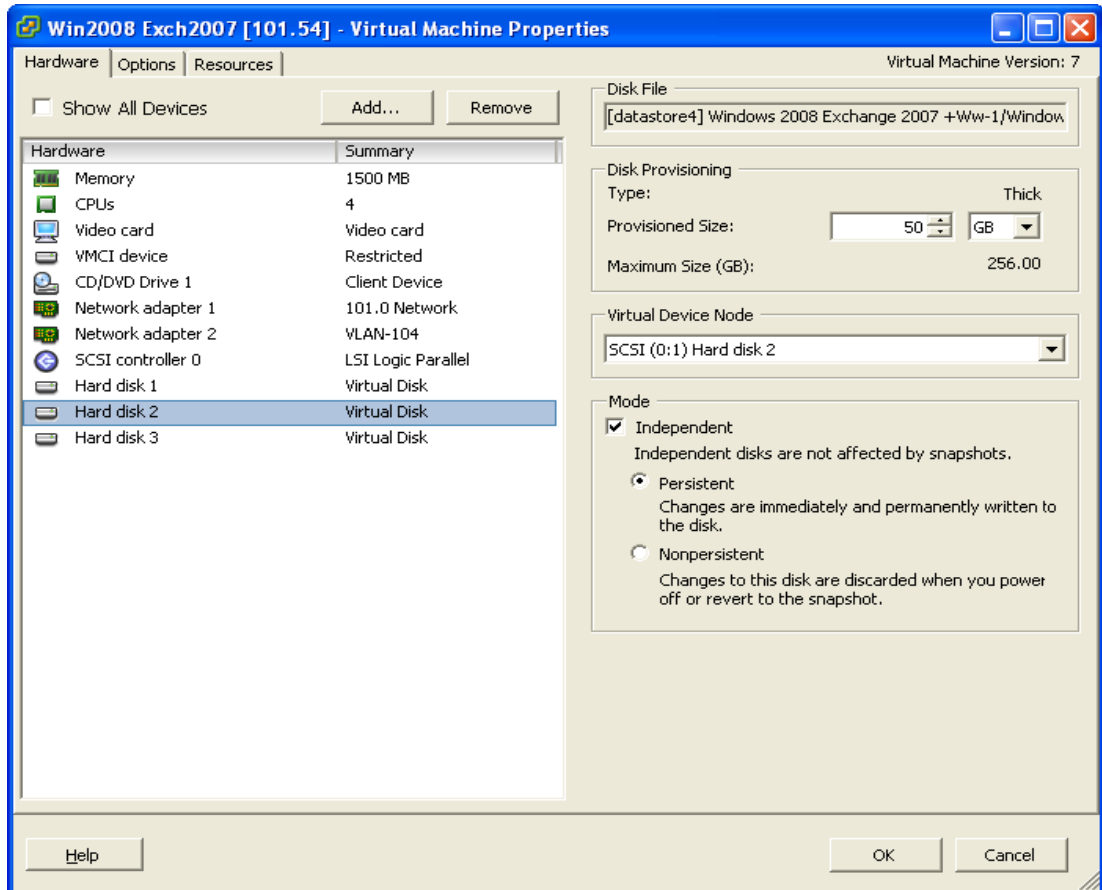 Win2008 Exch2007 [101.54] - Virtual Machine Properties
Hardware Options Resources
Virtual Machine Version: 7
Show All Devices
Add...
Remove
Hardware Summary
Memory 1500 MB
CPUs 4
Video card Video card
VMCI device Restricted
CD/DVD Drive 1 Client Device
Network adapter 1 101.0 Network
Network adapter 2 VLAN-104
SCSI controller 0 LSI Logic Parallel
Hard disk 1 Virtual Disk
Hard disk 2 Virtual Disk
Hard disk 3 Virtual Disk
Disk File
[datastore4] Windows 2008 Exchange 2007 +Ww-1/Window
Disk Provisioning
Type: Thick
Provisioned Size: 50 GB
Maximum Size (GB): 256.00
Virtual Device Node
SCSI (0:1) Hard disk 2
Mode
Independent
Independent disks are not affected by snapshots.
Persistent
Changes are immediately and permanently written to
the disk.
Nonpersistent
Changes to this disk are discarded when you power
off or revert to the snapshot.
Help
OK
Cancel